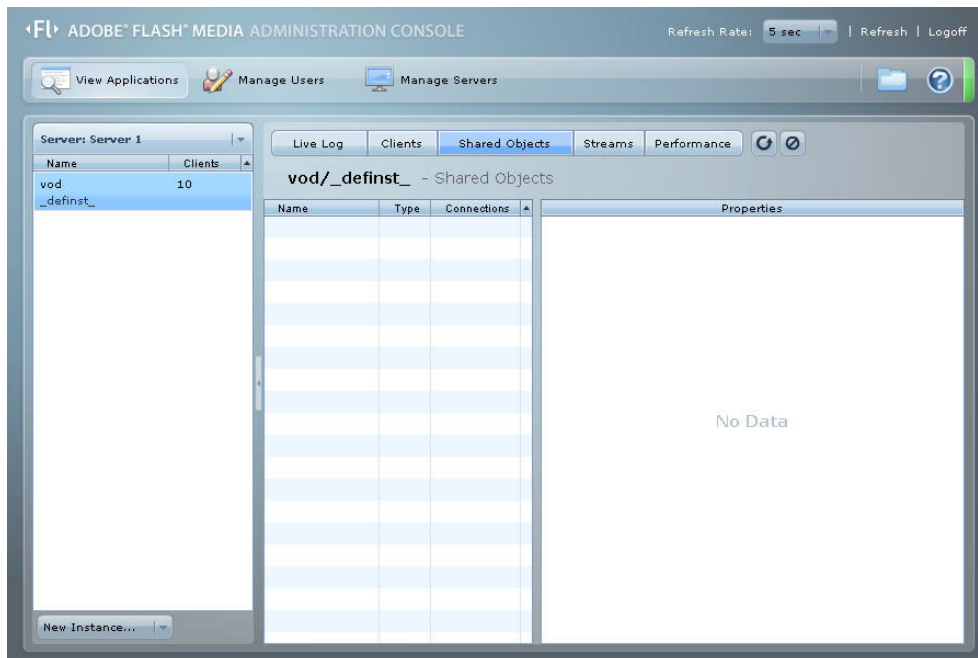 Fl ADOBE® FLASH® MEDIA ADMINISTRATION CONSOLE
Refresh Rate: 5 sec | Refresh | Logoff
View Applications Manage Users Manage Servers
Server: Server 1
Name Clients
vod 10
_definst_
New Instance...
Live Log Clients Shared Objects Streams Performance
vod/_definst_ - Shared Objects
Name Type Connections
Properties
No Data